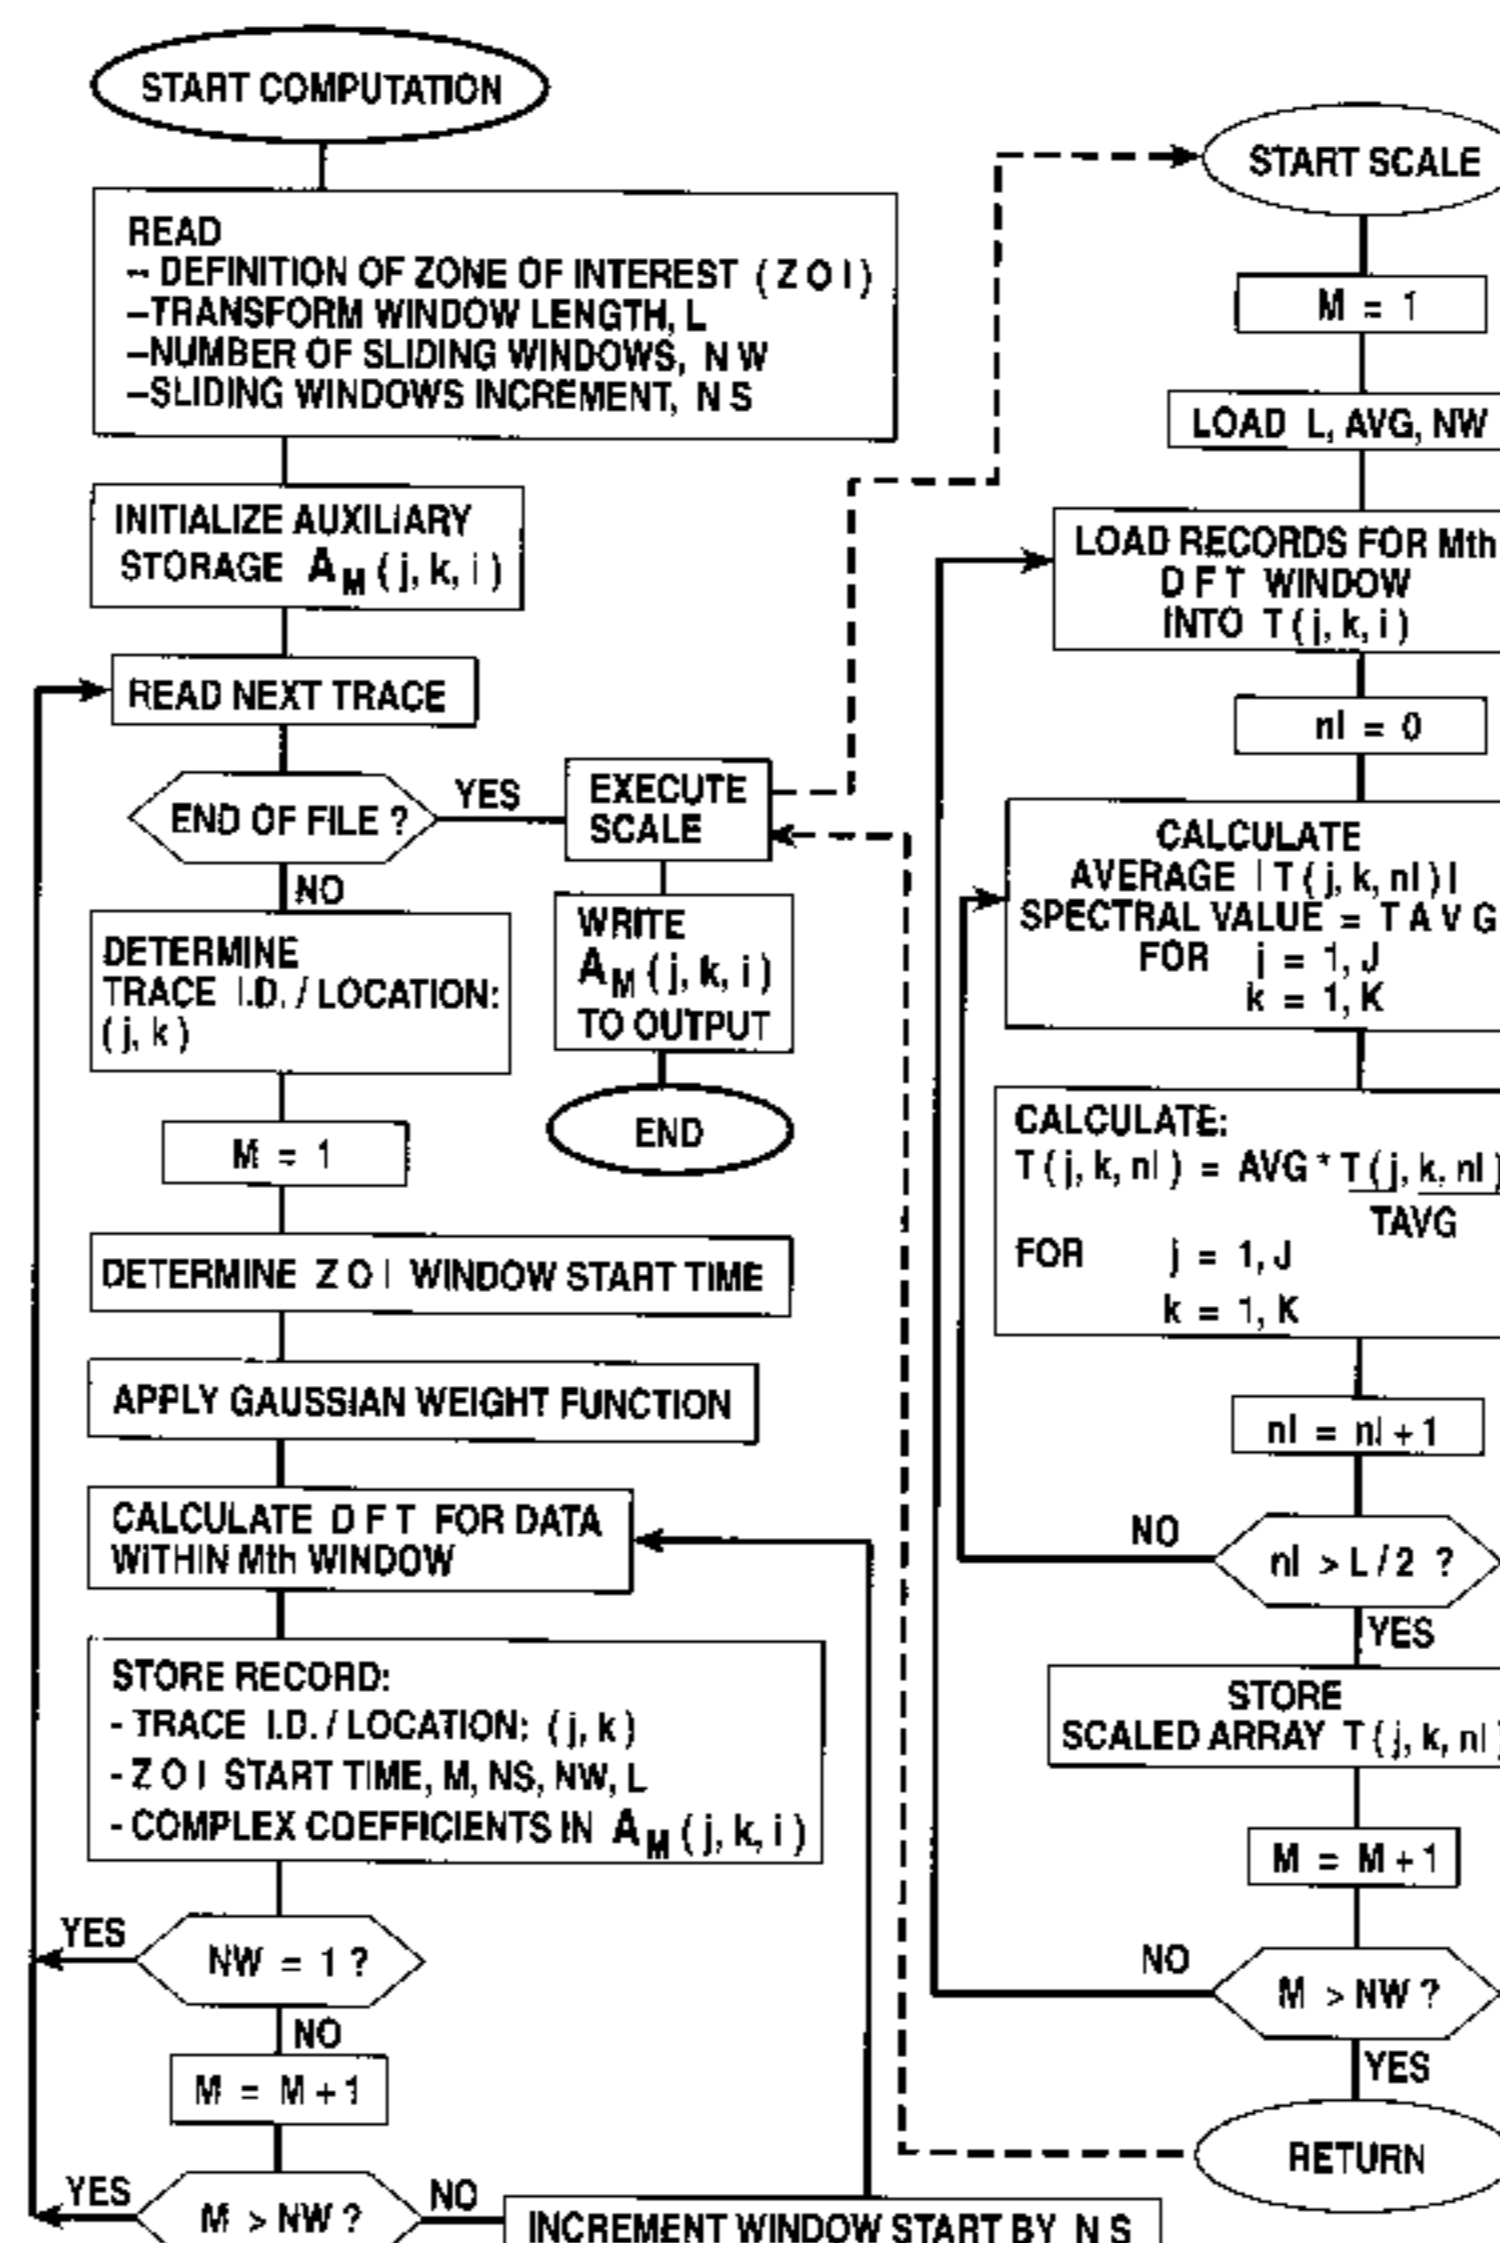 START COMPUTATION
READ
– DEFINITION OF ZONE OF INTEREST ( Z O I )
–TRANSFORM WINDOW LENGTH, L
–NUMBER OF SLIDING WINDOWS, N W
–SLIDING WINDOWS INCREMENT, N S
INITIALIZE AUXILIARY
STORAGE A_M ( j, k, i )
READ NEXT TRACE
END OF FILE ?
YES
EXECUTE
SCALE
WRITE
A_M ( j, k, i )
TO OUTPUT
END
NO
DETERMINE
TRACE I.D. / LOCATION:
( j, k )
M = 1
DETERMINE Z O I WINDOW START TIME
APPLY GAUSSIAN WEIGHT FUNCTION
CALCULATE D F T FOR DATA
WITHIN Mth WINDOW
STORE RECORD:
- TRACE I.D. / LOCATION: ( j, k )
- Z O I START TIME, M, NS, NW, L
- COMPLEX COEFFICIENTS IN A_M ( j, k, i )
YES
NW = 1 ?
NO
M = M + 1
YES
M > NW ?
NO
INCREMENT WINDOW START BY N S
START SCALE
M = 1
LOAD L, AVG, NW
LOAD RECORDS FOR Mth
D F T WINDOW
INTO T ( j, k, i )
nl = 0
CALCULATE
AVERAGE | T ( j, k, nl ) |
SPECTRAL VALUE = T A V G
FOR j = 1, J
k = 1, K
CALCULATE:
T ( j, k, nl ) = AVG * T ( j, k, nl )
TAVG
FOR j = 1, J
k = 1, K
nl = nl + 1
NO
nl > L / 2 ?
YES
STORE
SCALED ARRAY T ( j, k, nl )
M = M + 1
NO
M > NW ?
YES
RETURN